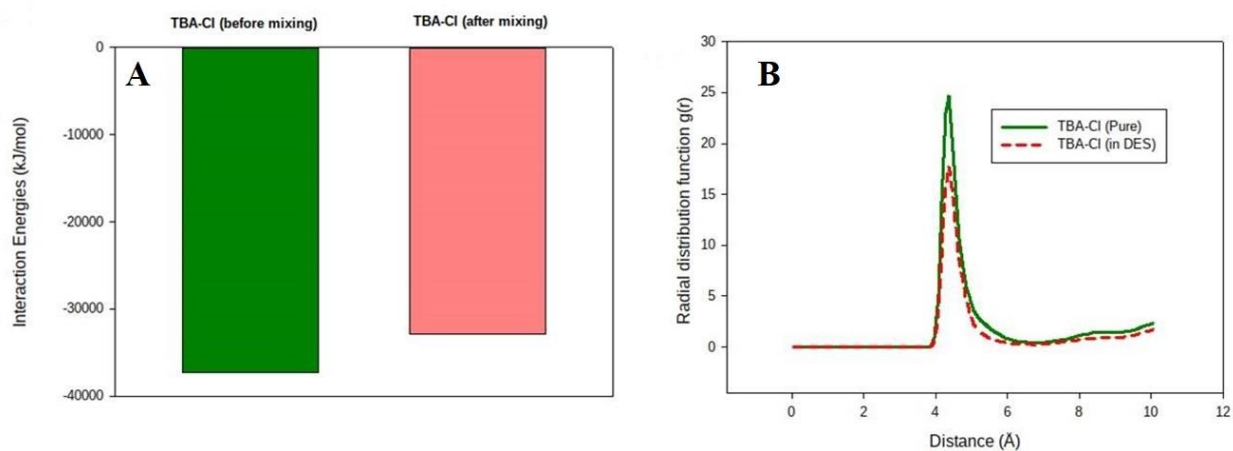 TBA-Cl (before mixing)
TBA-Cl (after mixing)
A
0
-10000
-20000
-30000
-40000
Interaction Energies (kJ/mol)
B
30
25
20
15
10
5
0
Radial distribution function g(r)
TBA-Cl (Pure)
TBA-Cl (in DES)
0 2 4 6 8 10 12
Distance (Å)